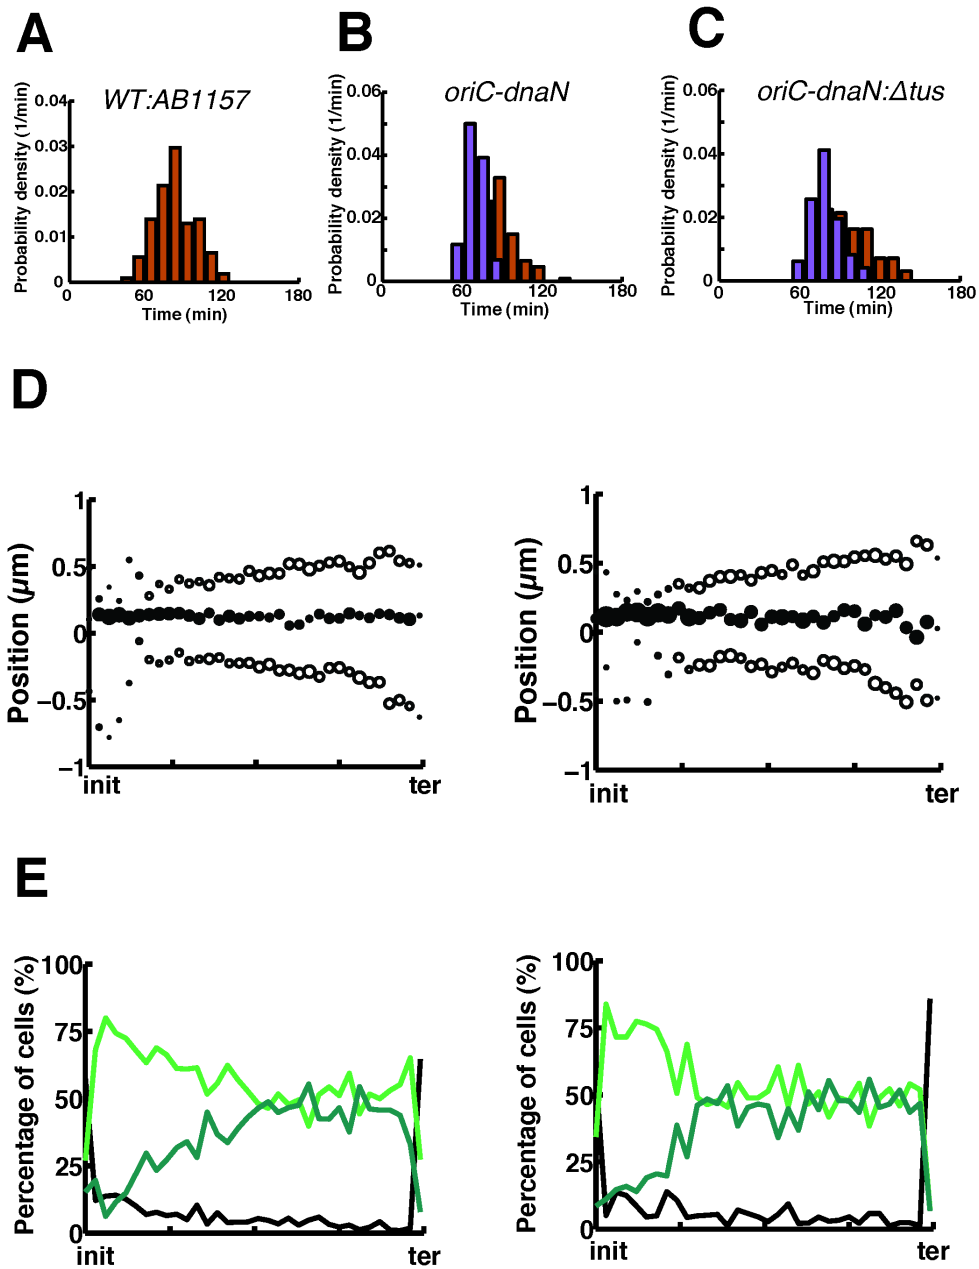 A
B
C
WT:AB1157
oriC-dnaN
oriC-dnaN:Δtus
Probability density (1/min)
0.04
0.03
0.02
0.01
0
0
60
120
180
Time (min)
Probability density (1/min)
0.06
0.04
0.02
0
0
60
120
180
Time (min)
Probability density (1/min)
0.06
0.04
0.02
0
0
60
120
180
Time (min)
D
Position (µm)
1
0.5
0
−0.5
−1
init
ter
Position (µm)
1
0.5
0
−0.5
−1
init
ter
E
Percentage of cells (%)
100
75
50
25
0
init
ter
Percentage of cells (%)
100
75
50
25
0
init
ter